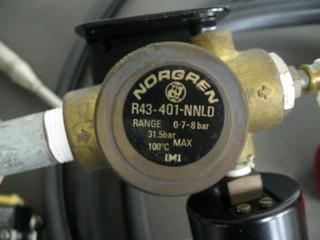 NORGREN
R43-401-NNLD
RANGE 0·7-8 bar
31.5bar MAX
100°C
IMI